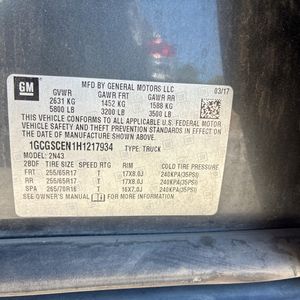 GM
MFD BY GENERAL MOTORS LLC
03/17
GVWR GAWR FRT GAWR RR
2631 KG 1452 KG 1588 KG
5800 LB 3200 LB 3500 LB
THIS VEHICLE CONFORMS TO ALL APPLICABLE U.S. FEDERAL MOTOR
VEHICLE SAFETY AND THEFT PREVENTION STANDARDS IN EFFECT ON THE
DATE OF MANUFACTURE SHOWN ABOVE.
1GCGSCEN1H1217934 TYPE: TRUCK
MODEL: 2N43
2BDF TIRE SIZE SPEED RTG RIM COLD TIRE PRESSURE
FRT 255/65R17 T 17X8.0J 240KPA(35PSI)
RR 255/65R17 T 17X8.0J 240KPA(35PSI)
SPA 265/70R16 T 16X7.0J 240KPA(35PSI)
SEE OWNER'S MANUAL FOR ADDITIONAL INFORMATION